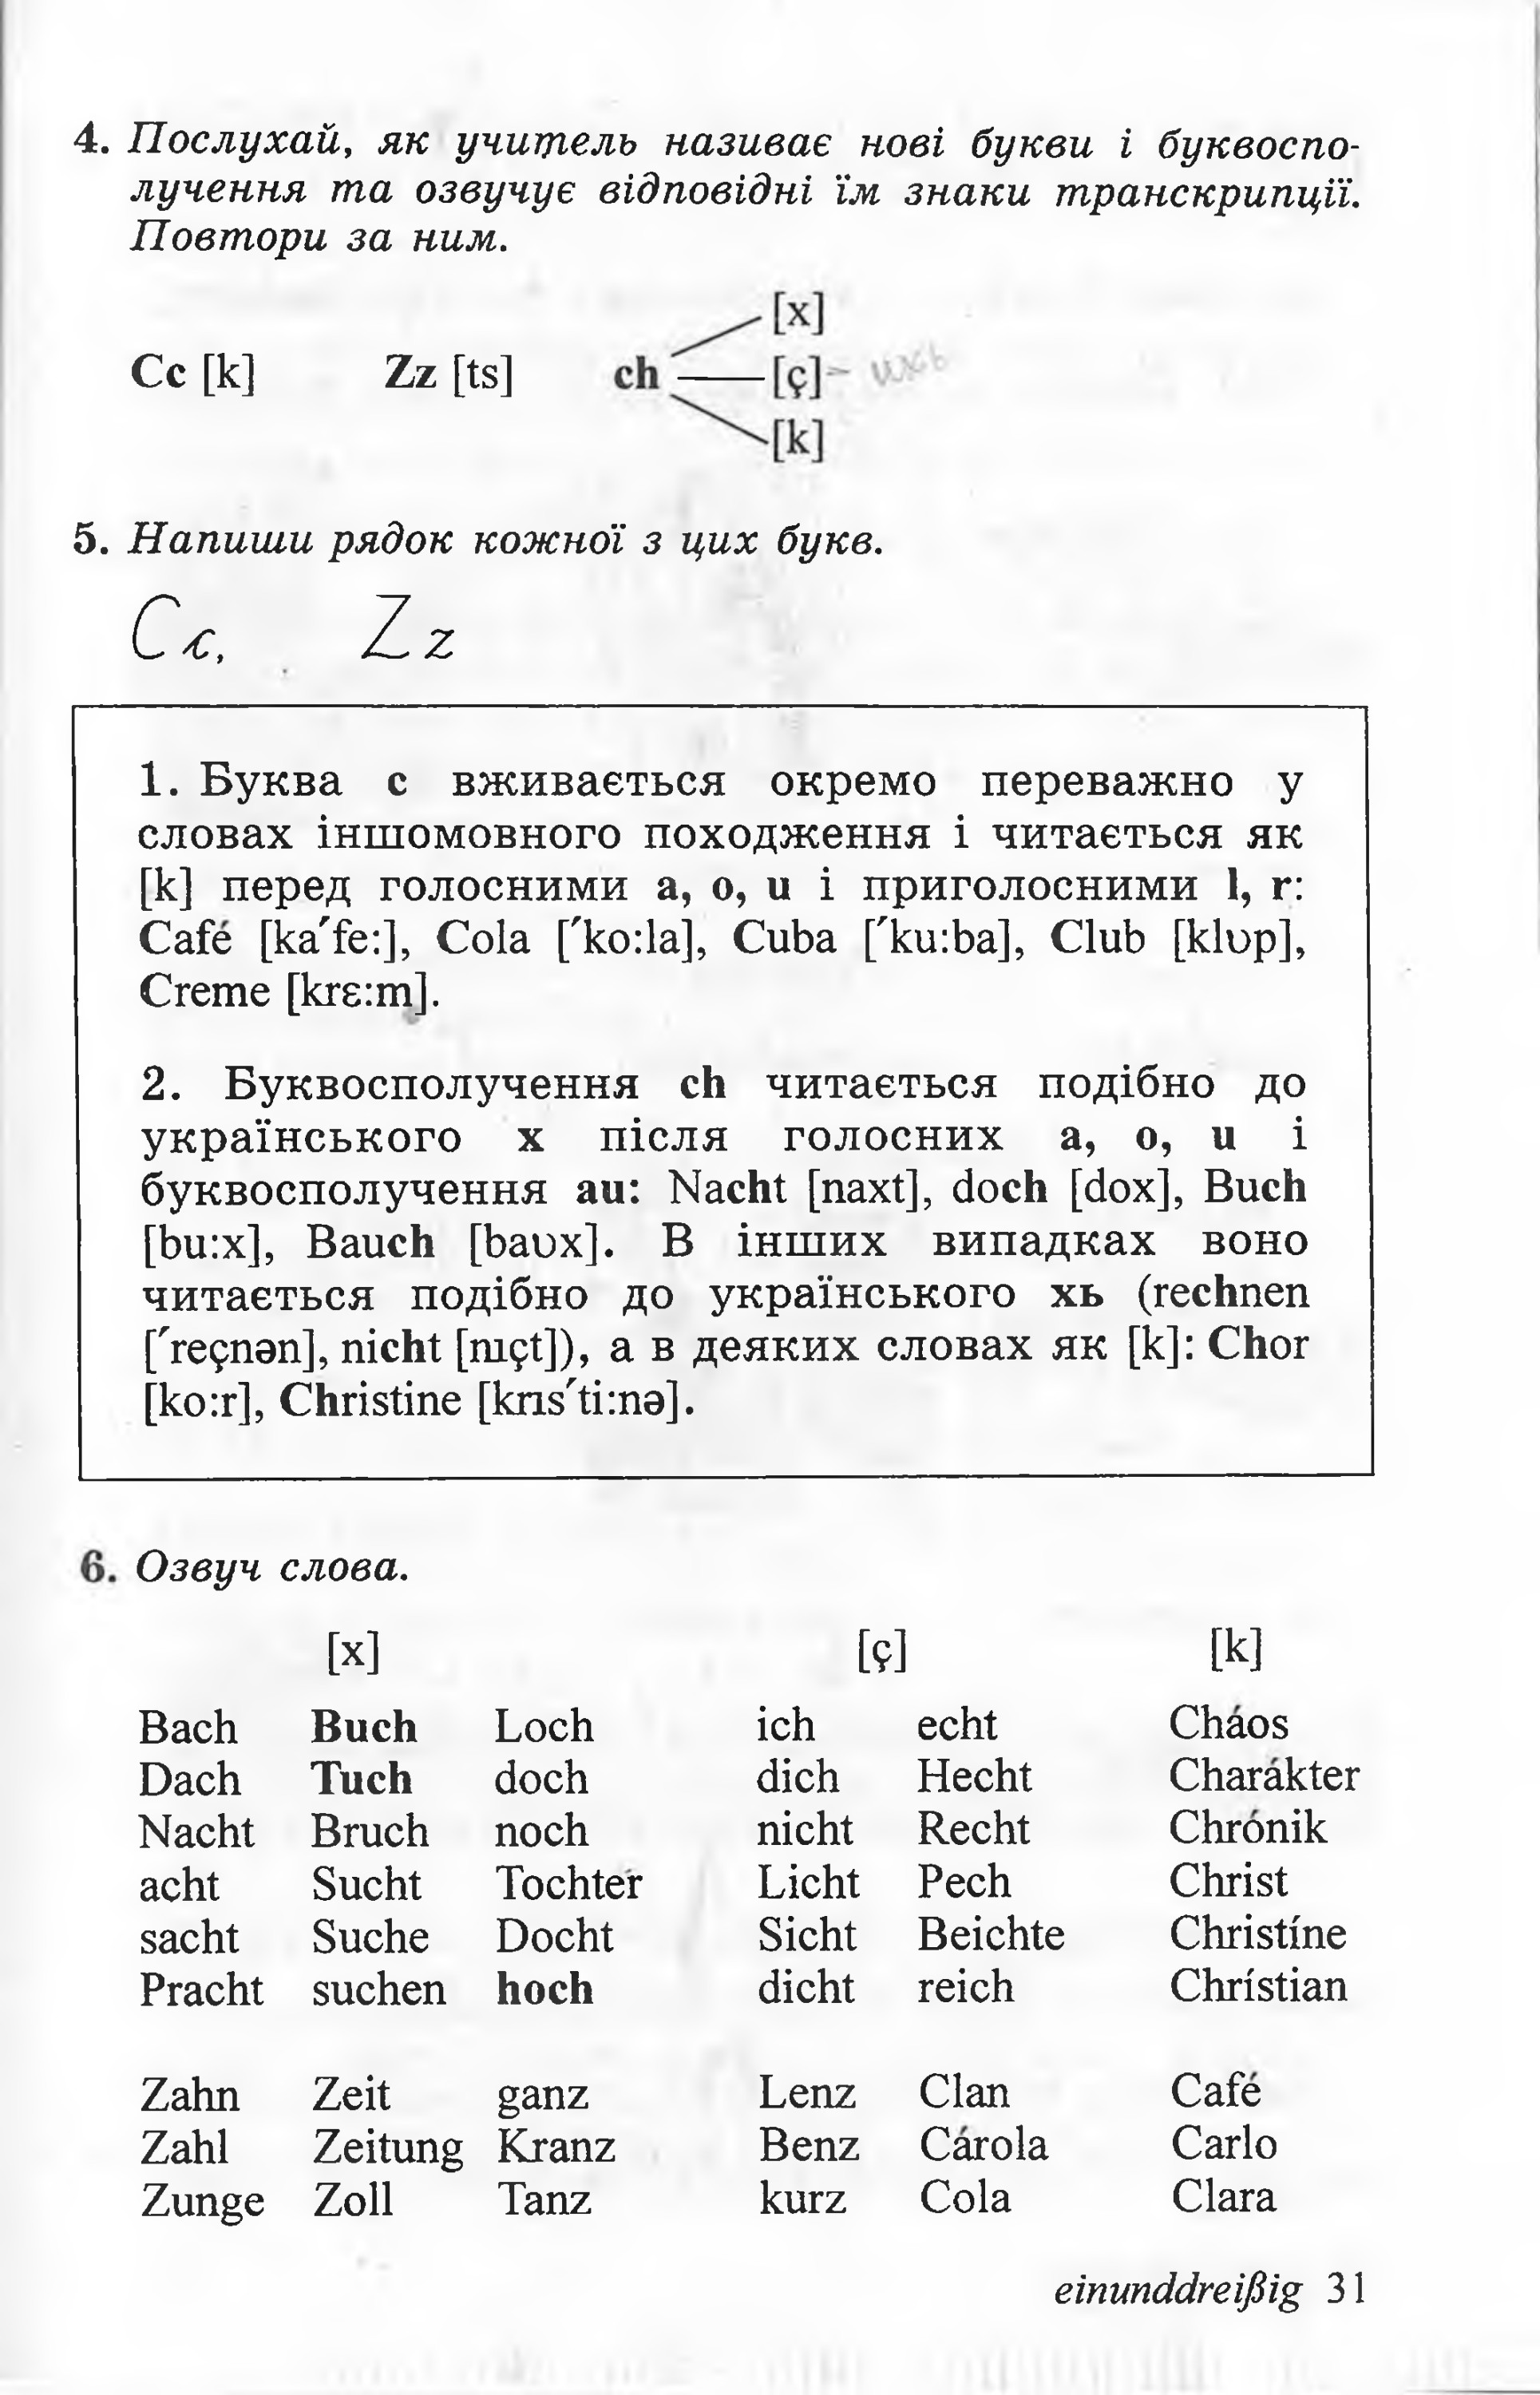 4. Послухай, як учитель називає нові букви і буквоспо-
лучення та озвучує відповідні їм знаки транскрипції.
Повтори за ним.
[x]
Cc [k] Zz [ts] ch [ç] - ихь
[k]
5. Напиши рядок кожної з цих букв.
Cc, Zz
1. Буква c вживається окремо переважно у
словах іншомовного походження і читається як
[k] перед голосними a, o, u і приголосними l, r:
Café [ka′fe:], Cola [′ko:la], Cuba [′ku:ba], Club [klʊp],
Creme [krɛ:m].
2. Буквосполучення ch читається подібно до
українського х після голосних a, o, u і
буквосполучення au: Nacht [naxt], doch [dox], Buch
[bu:x], Bauch [baʊx]. В інших випадках воно
читається подібно до українського хь (rechnen
[′reçnən], nicht [nıçt]), а в деяких словах як [k]: Chor
[ko:r], Christine [krıs′ti:nə].
6. Озвуч слова.
[x] [ç] [k]
Bach Buch Loch ich echt Cháos
Dach Tuch doch dich Hecht Charákter
Nacht Bruch noch nicht Recht Chrónik
acht Sucht Tochter Licht Pech Christ
sacht Suche Docht Sicht Beichte Christíne
Pracht suchen hoch dicht reich Chrístian
Zahn Zeit ganz Lenz Clan Café
Zahl Zeitung Kranz Benz Cárola Carlo
Zunge Zoll Tanz kurz Cola Clara
einunddreißig 31